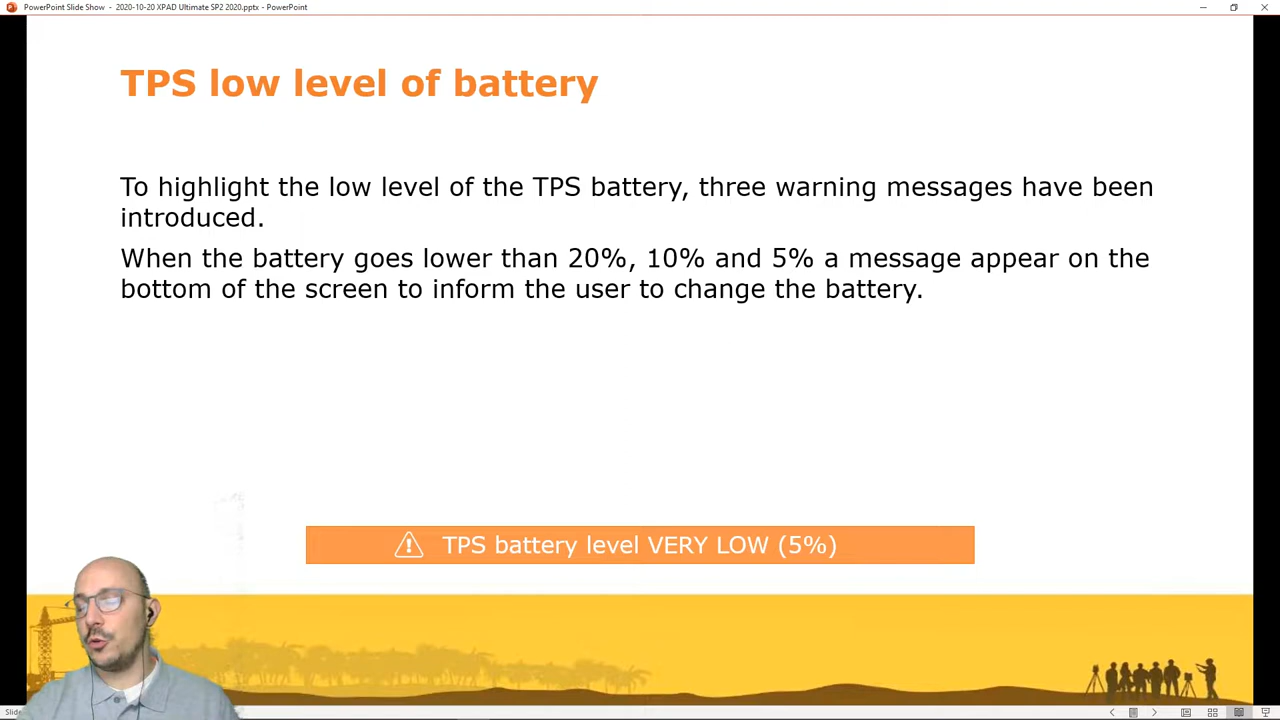 PowerPoint Slide Show - 2020-10-20 XPAD Ultimate SP2 2020.pptx - PowerPoint
TPS low level of battery
To highlight the low level of the TPS battery, three warning messages have been
introduced.
When the battery goes lower than 20%, 10% and 5% a message appear on the
bottom of the screen to inform the user to change the battery.
TPS battery level VERY LOW (5%)